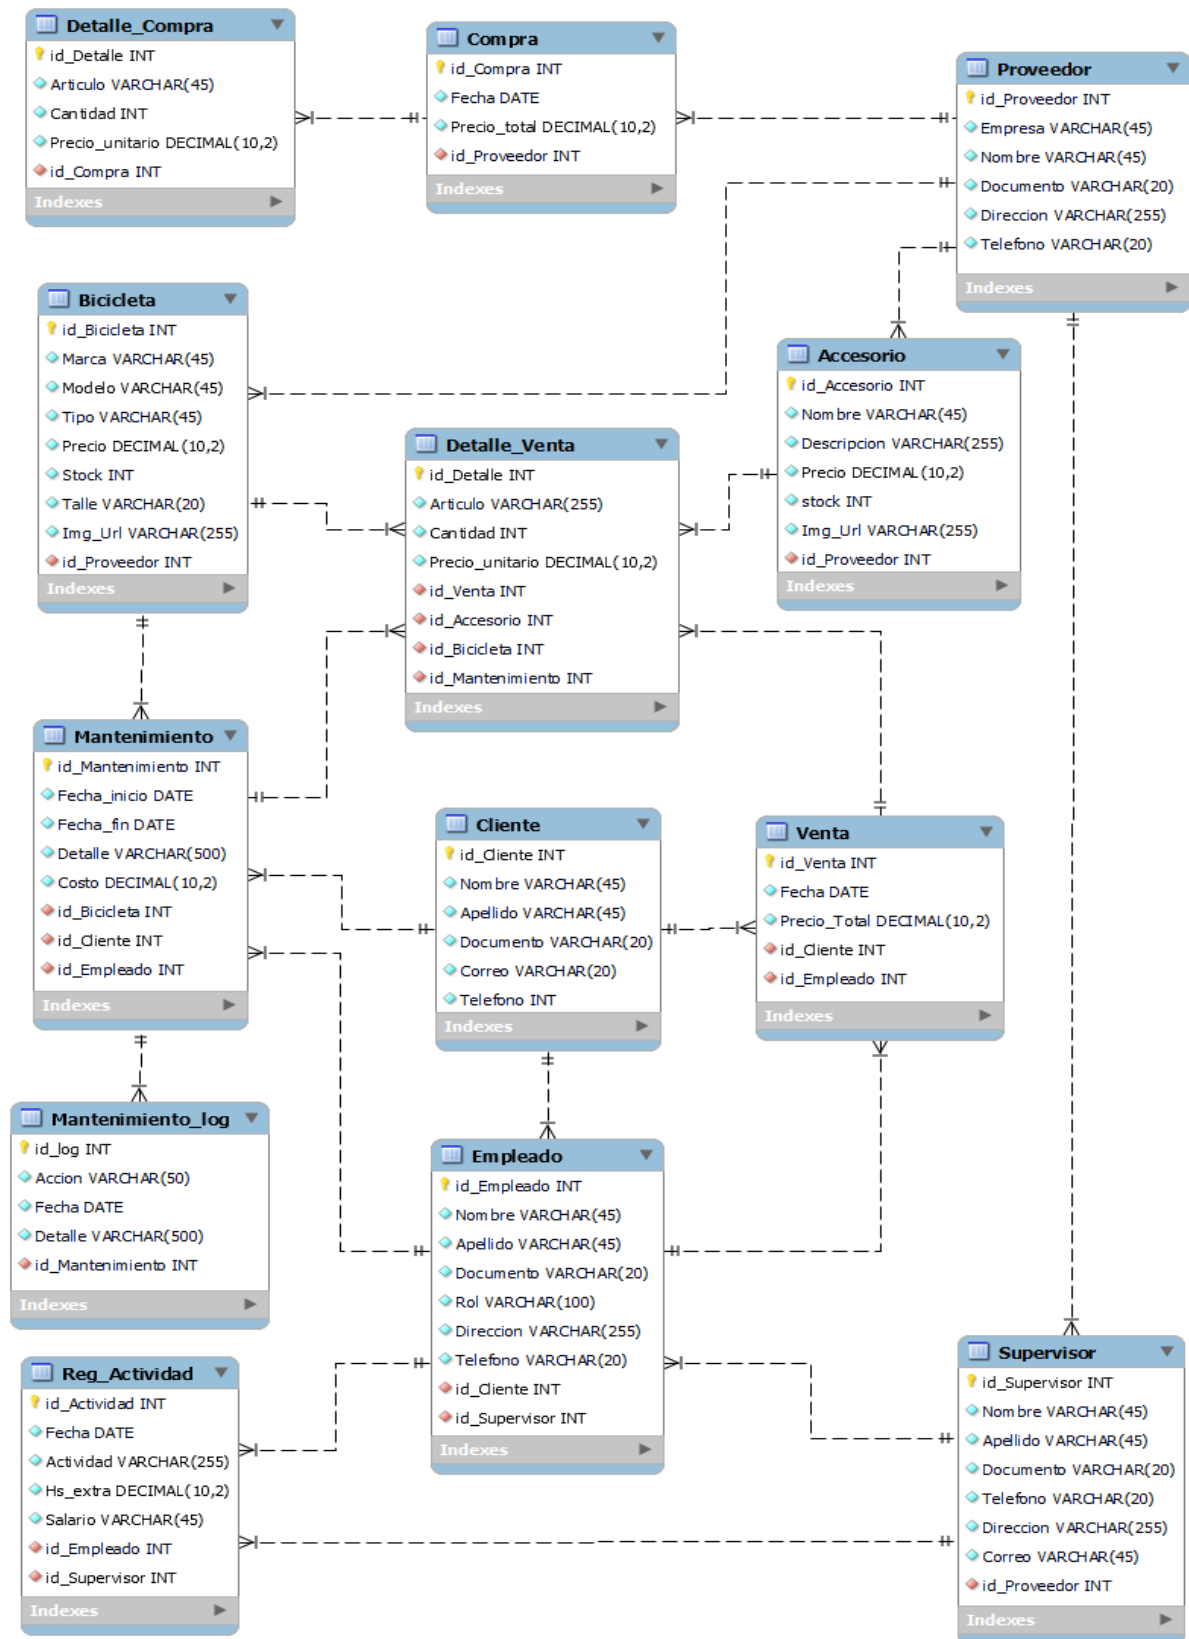 Detalle_Compra
id_Detalle INT
Articulo VARCHAR(45)
Cantidad INT
Precio_unitario DECIMAL(10,2)
id_Compra INT
Indexes
Compra
id_Compra INT
Fecha DATE
Precio_total DECIMAL(10,2)
id_Proveedor INT
Indexes
Proveedor
id_Proveedor INT
Empresa VARCHAR(45)
Nombre VARCHAR(45)
Documento VARCHAR(20)
Direccion VARCHAR(255)
Telefono VARCHAR(20)
Indexes
Bicicleta
id_Bicicleta INT
Marca VARCHAR(45)
Modelo VARCHAR(45)
Tipo VARCHAR(45)
Precio DECIMAL(10,2)
Stock INT
Talle VARCHAR(20)
Img_Url VARCHAR(255)
id_Proveedor INT
Indexes
Accesorio
id_Accesorio INT
Nombre VARCHAR(45)
Descripcion VARCHAR(255)
Precio DECIMAL(10,2)
stock INT
Img_Url VARCHAR(255)
id_Proveedor INT
Indexes
Detalle_Venta
id_Detalle INT
Articulo VARCHAR(255)
Cantidad INT
Precio_unitario DECIMAL(10,2)
id_Venta INT
id_Accesorio INT
id_Bicicleta INT
id_Mantenimiento INT
Indexes
Mantenimiento
id_Mantenimiento INT
Fecha_inicio DATE
Fecha_fin DATE
Detalle VARCHAR(500)
Costo DECIMAL(10,2)
id_Bicicleta INT
id_Cliente INT
id_Empleado INT
Indexes
Cliente
id_Cliente INT
Nombre VARCHAR(45)
Apellido VARCHAR(45)
Documento VARCHAR(20)
Correo VARCHAR(20)
Telefono INT
Indexes
Venta
id_Venta INT
Fecha DATE
Precio_Total DECIMAL(10,2)
id_Cliente INT
id_Empleado INT
Indexes
Mantenimiento_log
id_log INT
Accion VARCHAR(50)
Fecha DATE
Detalle VARCHAR(500)
id_Mantenimiento INT
Indexes
Empleado
id_Empleado INT
Nombre VARCHAR(45)
Apellido VARCHAR(45)
Documento VARCHAR(20)
Rol VARCHAR(100)
Direccion VARCHAR(255)
Telefono VARCHAR(20)
id_Cliente INT
id_Supervisor INT
Indexes
Reg_Actividad
id_Actividad INT
Fecha DATE
Actividad VARCHAR(255)
Hs_extra DECIMAL(10,2)
Salario VARCHAR(45)
id_Empleado INT
id_Supervisor INT
Indexes
Supervisor
id_Supervisor INT
Nombre VARCHAR(45)
Apellido VARCHAR(45)
Documento VARCHAR(20)
Telefono VARCHAR(20)
Direccion VARCHAR(255)
Correo VARCHAR(45)
id_Proveedor INT
Indexes